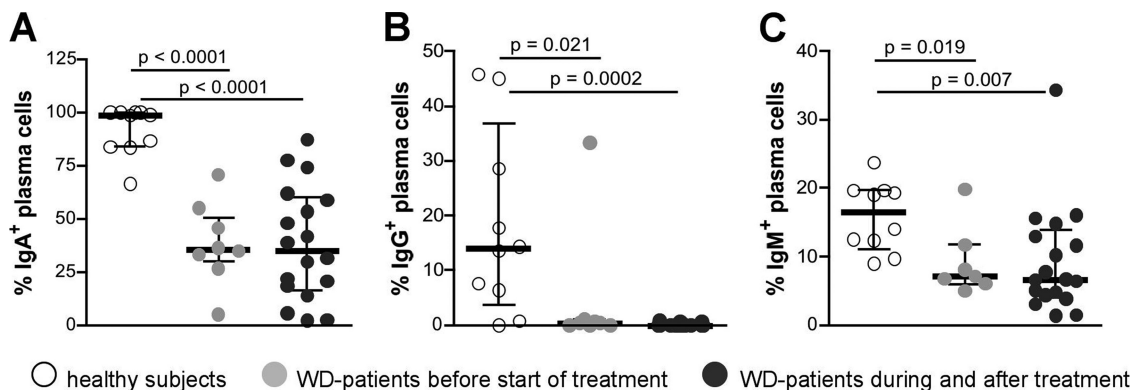 A
% IgA+ plasma cells
125
100
75
50
25
0
p < 0.0001
p < 0.0001
B
% IgG+ plasma cells
50
40
30
20
10
0
p = 0.021
p = 0.0002
C
% IgM+ plasma cells
40
30
20
10
0
p = 0.019
p = 0.007
healthy subjects
WD-patients before start of treatment
WD-patients during and after treatment